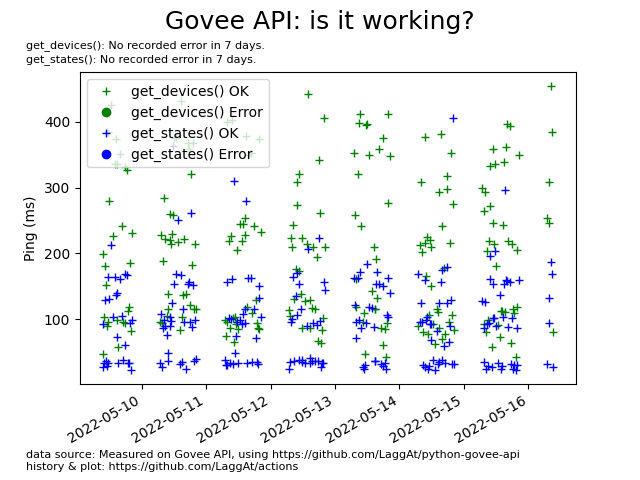 Govee API: is it working?
get_devices(): No recorded error in 7 days.
get_states(): No recorded error in 7 days.
get_devices() OK
get_devices() Error
get_states() OK
get_states() Error
400
300
200
100
Ping (ms)
2022-05-10
2022-05-11
2022-05-12
2022-05-13
2022-05-14
2022-05-15
2022-05-16
data source: Measured on Govee API, using https://github.com/LaggAt/python-govee-api
history & plot: https://github.com/LaggAt/actions